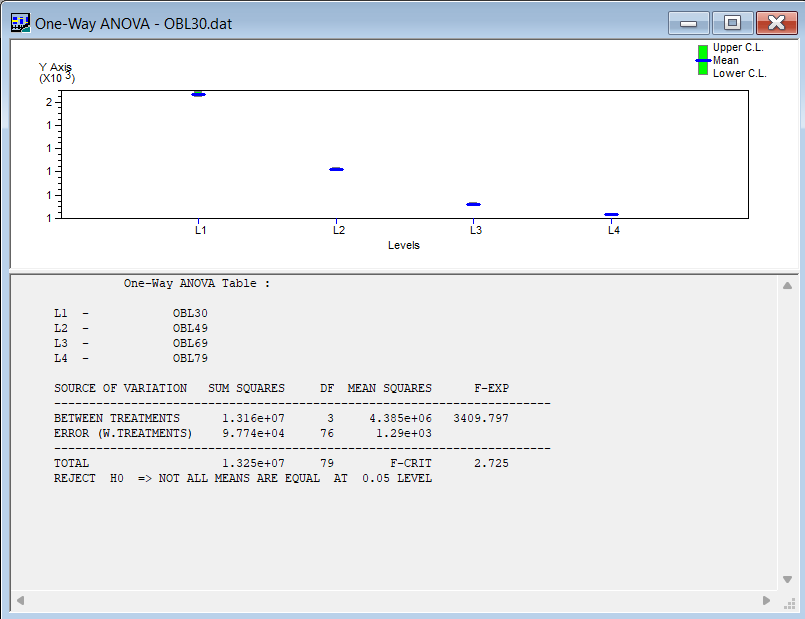 One-Way ANOVA - OBL30.dat
Upper C.L.
Mean
Lower C.L.
Y Axis
(X10 3)
2
1
1
1
1
1
L1 L2 L3 L4
Levels
One-Way ANOVA Table :
L1 - OBL30
L2 - OBL49
L3 - OBL69
L4 - OBL79
SOURCE OF VARIATION SUM SQUARES DF MEAN SQUARES F-EXP
BETWEEN TREATMENTS 1.316e+07 3 4.385e+06 3409.797
ERROR (W.TREATMENTS) 9.774e+04 76 1.29e+03
TOTAL 1.325e+07 79 F-CRIT 2.725
REJECT H0 => NOT ALL MEANS ARE EQUAL AT 0.05 LEVEL